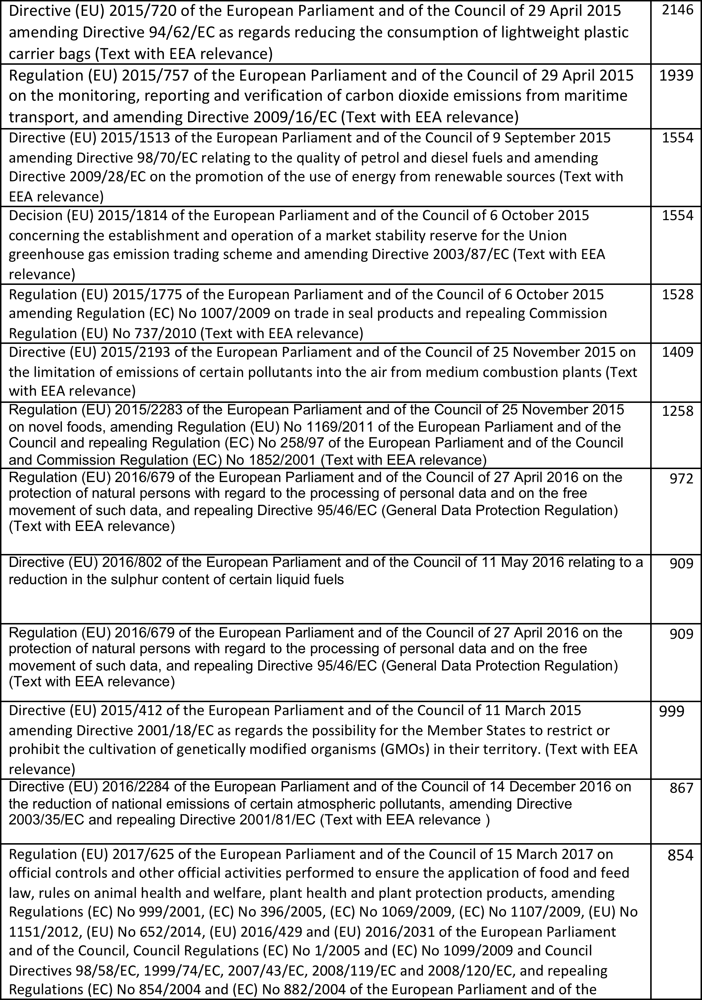 Directive (EU) 2015/720 of the European Parliament and of the Council of 29 April 2015 2146
amending Directive 94/62/EC as regards reducing the consumption of lightweight plastic
carrier bags (Text with EEA relevance)
Regulation (EU) 2015/757 of the European Parliament and of the Council of 29 April 2015 1939
on the monitoring, reporting and verification of carbon dioxide emissions from maritime
transport, and amending Directive 2009/16/EC (Text with EEA relevance)
Directive (EU) 2015/1513 of the European Parliament and of the Council of 9 September 2015 1554
amending Directive 98/70/EC relating to the quality of petrol and diesel fuels and amending
Directive 2009/28/EC on the promotion of the use of energy from renewable sources (Text with
EEA relevance)
Decision (EU) 2015/1814 of the European Parliament and of the Council of 6 October 2015 1554
concerning the establishment and operation of a market stability reserve for the Union
greenhouse gas emission trading scheme and amending Directive 2003/87/EC (Text with EEA
relevance)
Regulation (EU) 2015/1775 of the European Parliament and of the Council of 6 October 2015 1528
amending Regulation (EC) No 1007/2009 on trade in seal products and repealing Commission
Regulation (EU) No 737/2010 (Text with EEA relevance)
Directive (EU) 2015/2193 of the European Parliament and of the Council of 25 November 2015 on 1409
the limitation of emissions of certain pollutants into the air from medium combustion plants (Text
with EEA relevance)
Regulation (EU) 2015/2283 of the European Parliament and of the Council of 25 November 2015 1258
on novel foods, amending Regulation (EU) No 1169/2011 of the European Parliament and of the
Council and repealing Regulation (EC) No 258/97 of the European Parliament and of the Council
and Commission Regulation (EC) No 1852/2001 (Text with EEA relevance)
Regulation (EU) 2016/679 of the European Parliament and of the Council of 27 April 2016 on the 972
protection of natural persons with regard to the processing of personal data and on the free
movement of such data, and repealing Directive 95/46/EC (General Data Protection Regulation)
(Text with EEA relevance)
Directive (EU) 2016/802 of the European Parliament and of the Council of 11 May 2016 relating to a 909
reduction in the sulphur content of certain liquid fuels
Regulation (EU) 2016/679 of the European Parliament and of the Council of 27 April 2016 on the 909
protection of natural persons with regard to the processing of personal data and on the free
movement of such data, and repealing Directive 95/46/EC (General Data Protection Regulation)
(Text with EEA relevance)
Directive (EU) 2015/412 of the European Parliament and of the Council of 11 March 2015 999
amending Directive 2001/18/EC as regards the possibility for the Member States to restrict or
prohibit the cultivation of genetically modified organisms (GMOs) in their territory. (Text with EEA
relevance)
Directive (EU) 2016/2284 of the European Parliament and of the Council of 14 December 2016 on 867
the reduction of national emissions of certain atmospheric pollutants, amending Directive
2003/35/EC and repealing Directive 2001/81/EC (Text with EEA relevance )
Regulation (EU) 2017/625 of the European Parliament and of the Council of 15 March 2017 on 854
official controls and other official activities performed to ensure the application of food and feed
law, rules on animal health and welfare, plant health and plant protection products, amending
Regulations (EC) No 999/2001, (EC) No 396/2005, (EC) No 1069/2009, (EC) No 1107/2009, (EU) No
1151/2012, (EU) No 652/2014, (EU) 2016/429 and (EU) 2016/2031 of the European Parliament
and of the Council, Council Regulations (EC) No 1/2005 and (EC) No 1099/2009 and Council
Directives 98/58/EC, 1999/74/EC, 2007/43/EC, 2008/119/EC and 2008/120/EC, and repealing
Regulations (EC) No 854/2004 and (EC) No 882/2004 of the European Parliament and of the